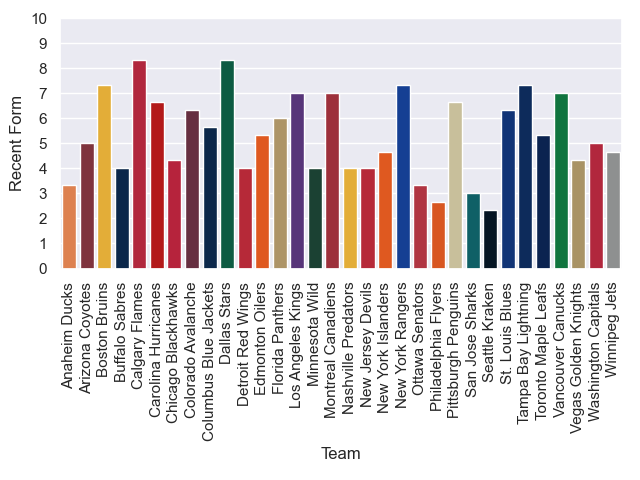 10
9
8
7
6
5
4
3
2
1
0
Recent Form
Anaheim Ducks
Arizona Coyotes
Boston Bruins
Buffalo Sabres
Calgary Flames
Carolina Hurricanes
Chicago Blackhawks
Colorado Avalanche
Columbus Blue Jackets
Dallas Stars
Detroit Red Wings
Edmonton Oilers
Florida Panthers
Los Angeles Kings
Minnesota Wild
Montreal Canadiens
Nashville Predators
New Jersey Devils
New York Islanders
New York Rangers
Ottawa Senators
Philadelphia Flyers
Pittsburgh Penguins
San Jose Sharks
Seattle Kraken
St. Louis Blues
Tampa Bay Lightning
Toronto Maple Leafs
Vancouver Canucks
Vegas Golden Knights
Washington Capitals
Winnipeg Jets
Team